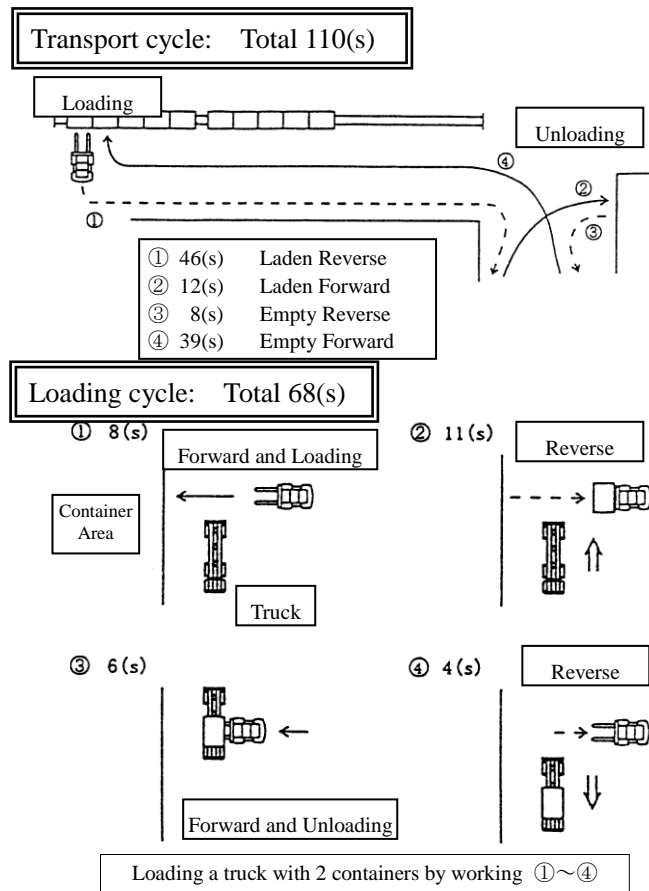 Transport cycle: Total 110(s)
Loading
Unloading
④
②
③
①
① 46(s) Laden Reverse
② 12(s) Laden Forward
③ 8(s) Empty Reverse
④ 39(s) Empty Forward
Loading cycle: Total 68(s)
① 8(s)
Forward and Loading
Container
Area
Truck
② 11(s)
Reverse
③ 6(s)
Forward and Unloading
④ 4(s)
Reverse
Loading a truck with 2 containers by working ①～④